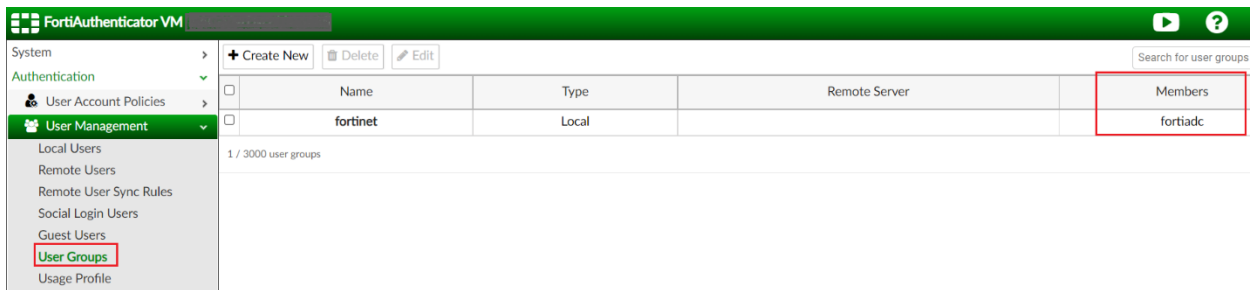 FortiAuthenticator VM
System
Authentication
User Account Policies
User Management
Local Users
Remote Users
Remote User Sync Rules
Social Login Users
Guest Users
User Groups
Usage Profile
+ Create New Delete Edit
Search for user groups
Name Type Remote Server Members
fortinet Local fortiadc
1 / 3000 user groups